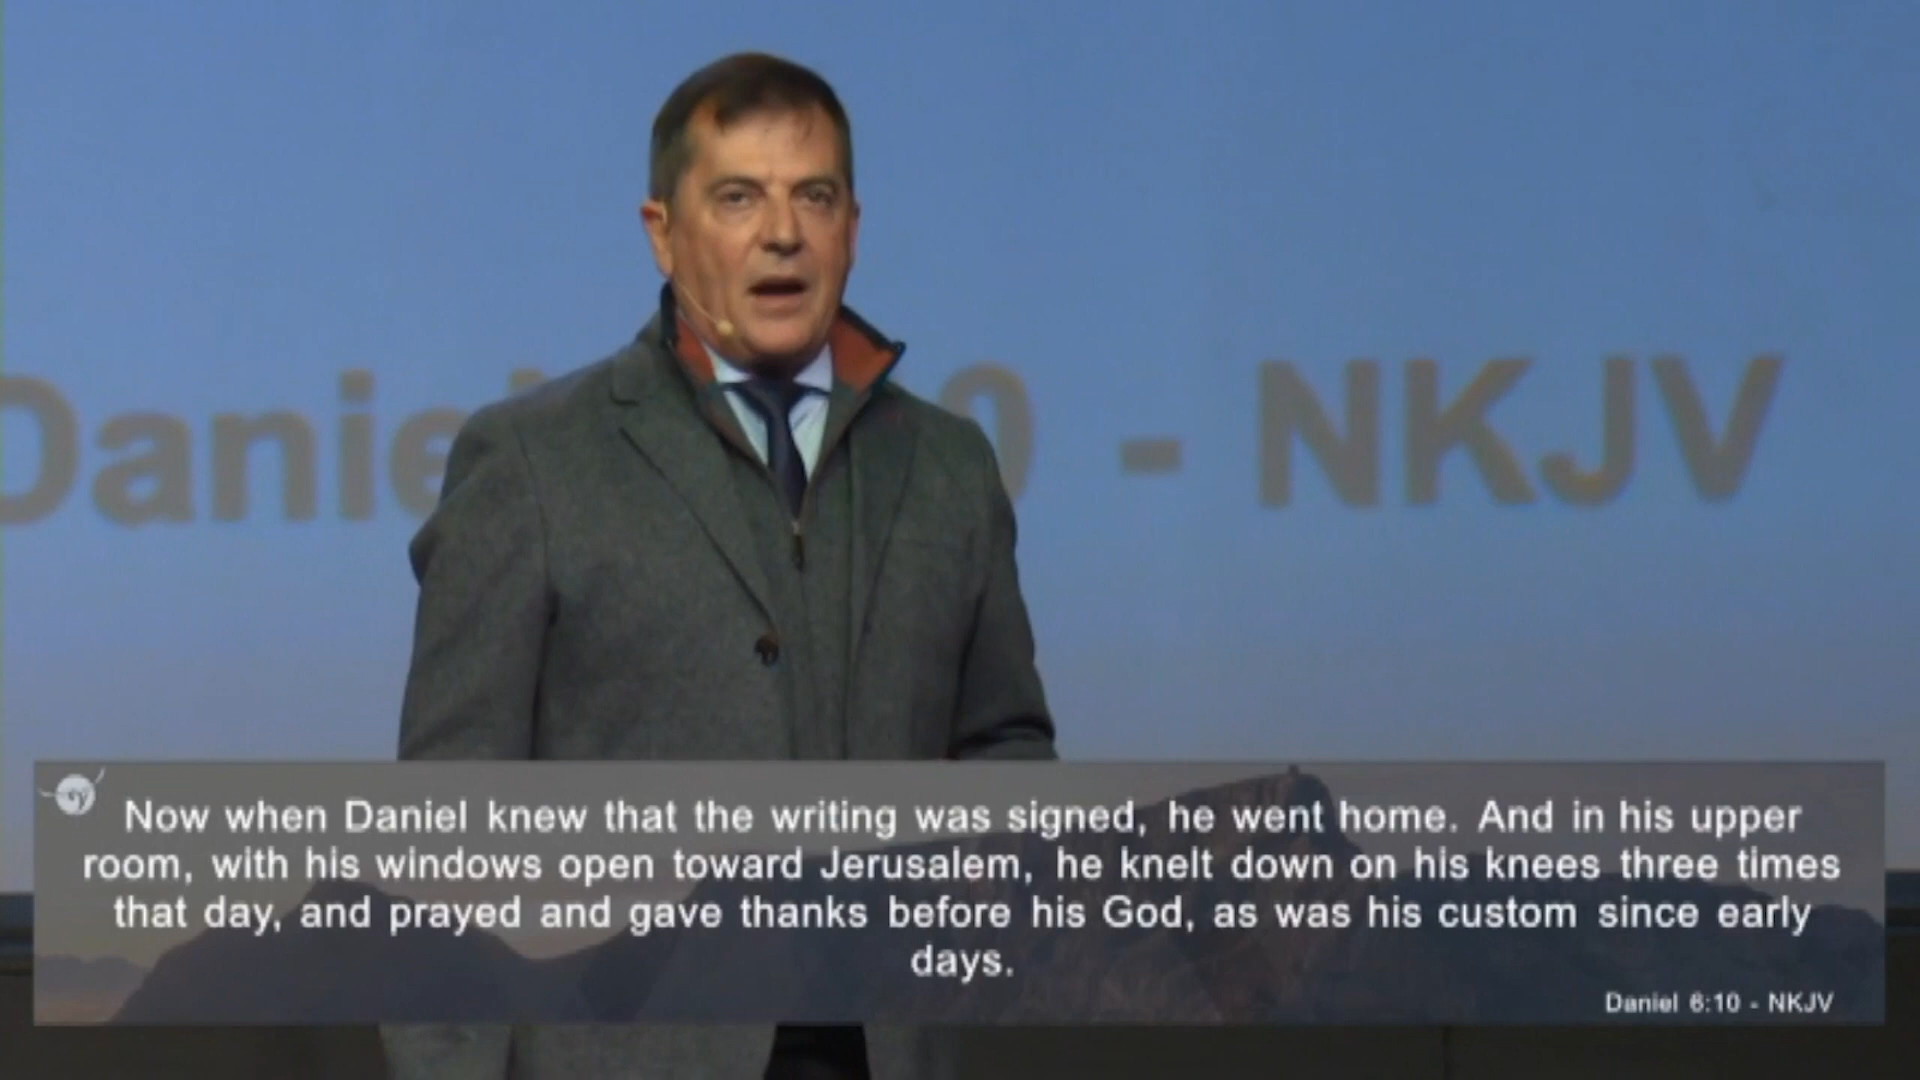 Danie 0 - NKJV
Now when Daniel knew that the writing was signed, he went home. And in his upper
room, with his windows open toward Jerusalem, he knelt down on his knees three times
that day, and prayed and gave thanks before his God, as was his custom since early
days.
Daniel 6:10 - NKJV